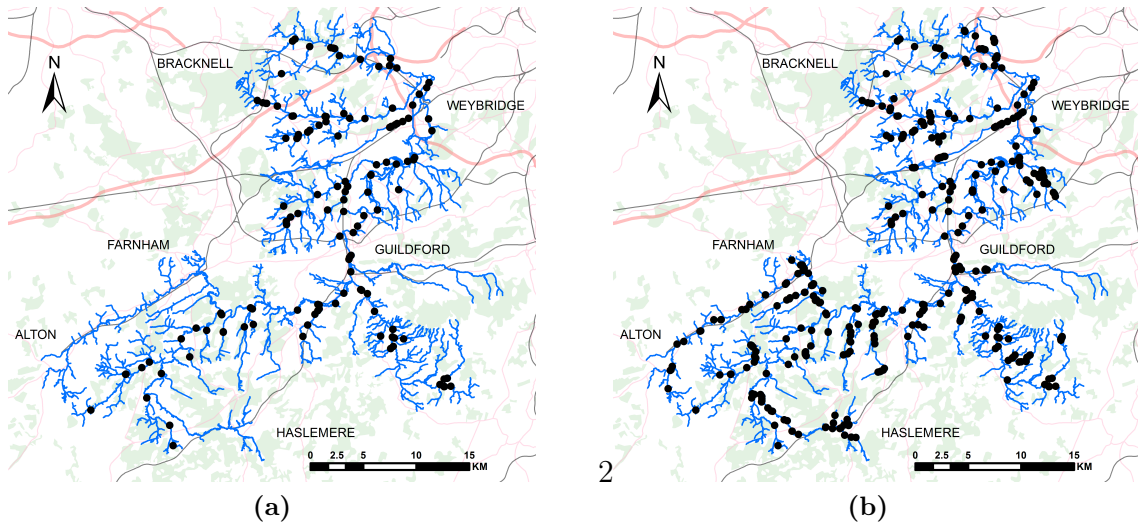 BRACKNELL
N
WEYBRIDGE
FARNHAM
GUILDFORD
ALTON
HASLEMERE
0 2.5 5 10 15
KM
(a)
BRACKNELL
N
WEYBRIDGE
FARNHAM
GUILDFORD
ALTON
HASLEMERE
0 2.5 5 10 15
KM
2
(b)